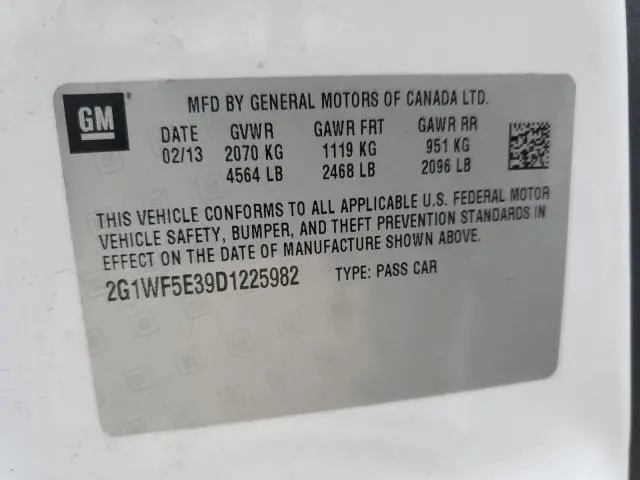 GM®
MFD BY GENERAL MOTORS OF CANADA LTD.
DATE GVWR GAWR FRT GAWR RR
02/13 2070 KG 1119 KG 951 KG
4564 LB 2468 LB 2096 LB
THIS VEHICLE CONFORMS TO ALL APPLICABLE U.S. FEDERAL MOTOR
VEHICLE SAFETY, BUMPER, AND THEFT PREVENTION STANDARDS IN
EFFECT ON THE DATE OF MANUFACTURE SHOWN ABOVE.
2G1WF5E39D1225982 TYPE: PASS CAR